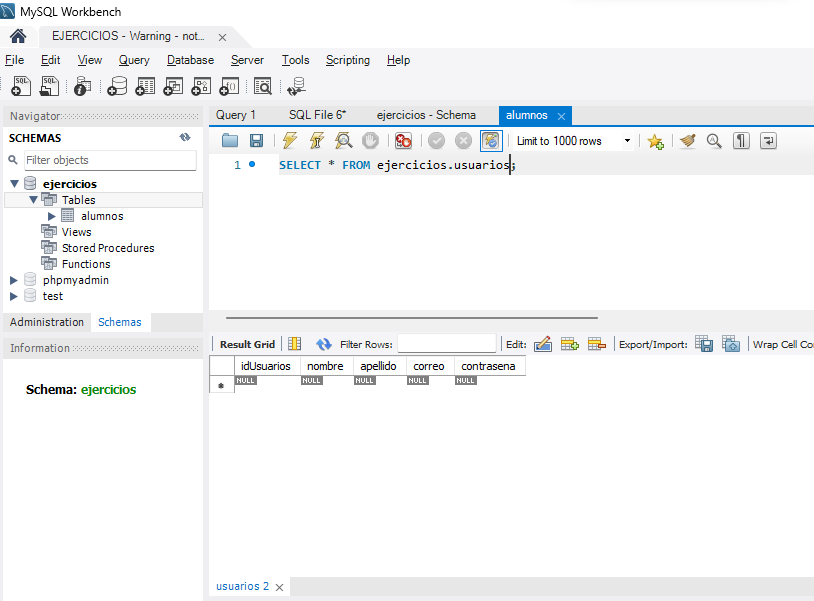 MySQL Workbench
EJERCICIOS - Warning - not...
File Edit View Query Database Server Tools Scripting Help
SQL SQL
Navigator
SCHEMAS
Filter objects
ejercicios
Tables
alumnos
Views
Stored Procedures
Functions
phpmyadmin
test
Administration Schemas
Information
Schema: ejercicios
Query 1 SQL File 6* ejercicios - Schema alumnos
Limit to 1000 rows
1 SELECT * FROM ejercicios.usuarios;
Result Grid Filter Rows: Edit: Export/Import: Wrap Cell Co
idUsuarios nombre apellido correo contrasena
NULL NULL NULL NULL NULL
usuarios 2